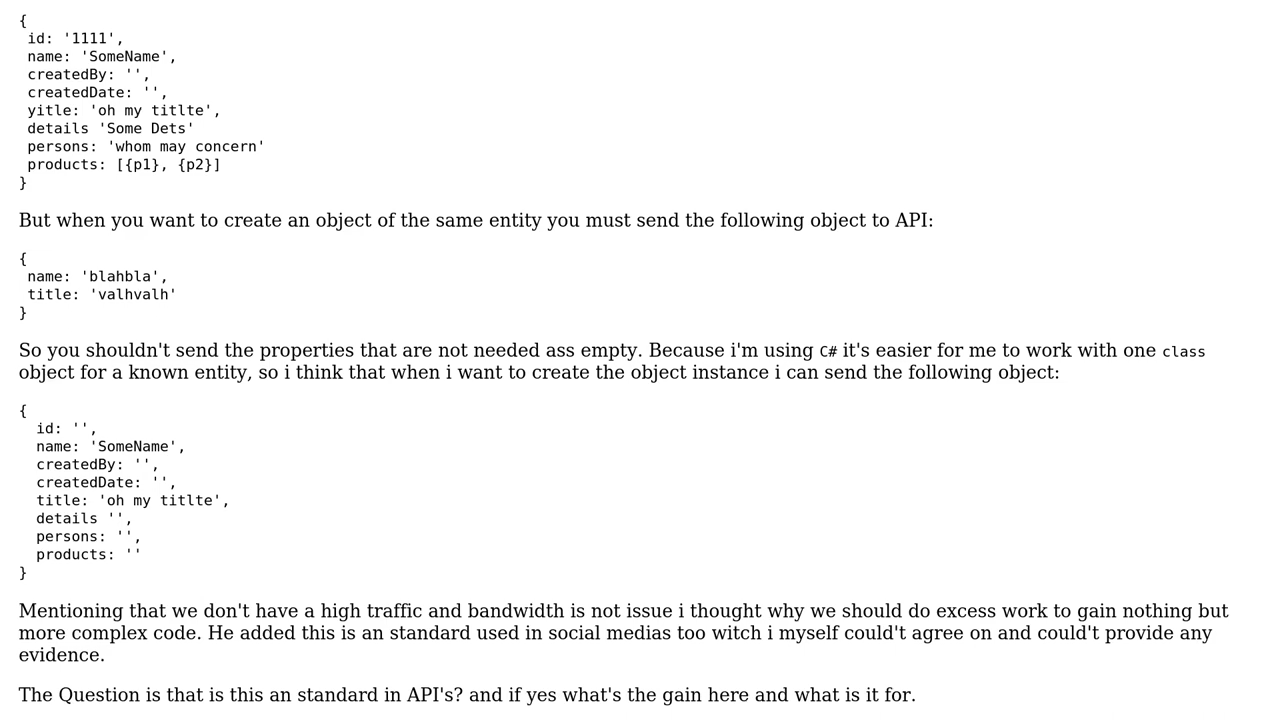 {
 id: '1111',
 name: 'SomeName',
 createdBy: '',
 createdDate: '',
 yitle: 'oh my titlte',
 details 'Some Dets'
 persons: 'whom may concern'
 products: [{p1}, {p2}]
}
But when you want to create an object of the same entity you must send the following object to API:
{
 name: 'blahbla',
 title: 'valhvalh'
}
So you shouldn't send the properties that are not needed ass empty. Because i'm using C# it's easier for me to work with one class
object for a known entity, so i think that when i want to create the object instance i can send the following object:
{
  id: '',
  name: 'SomeName',
  createdBy: '',
  createdDate: '',
  title: 'oh my titlte',
  details '',
  persons: '',
  products: ''
}
Mentioning that we don't have a high traffic and bandwidth is not issue i thought why we should do excess work to gain nothing but
more complex code. He added this is an standard used in social medias too witch i myself could't agree on and could't provide any
evidence.
The Question is that is this an standard in API's? and if yes what's the gain here and what is it for.